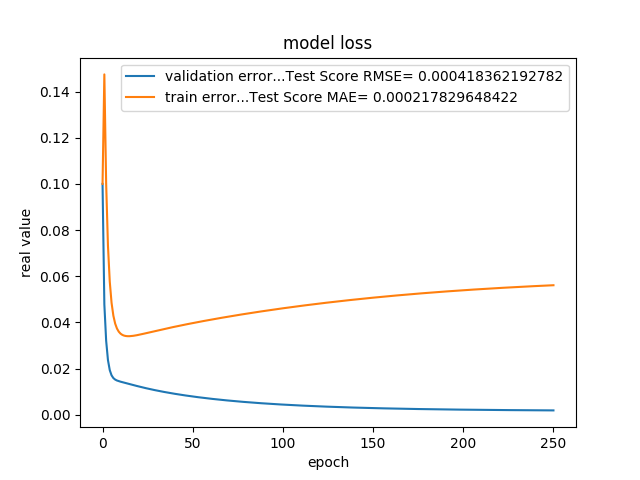 model loss
validation error...Test Score RMSE= 0.000418362192782
train error...Test Score MAE= 0.000217829648422
real value
0.14
0.12
0.10
0.08
0.06
0.04
0.02
0.00
0 50 100 150 200 250
epoch